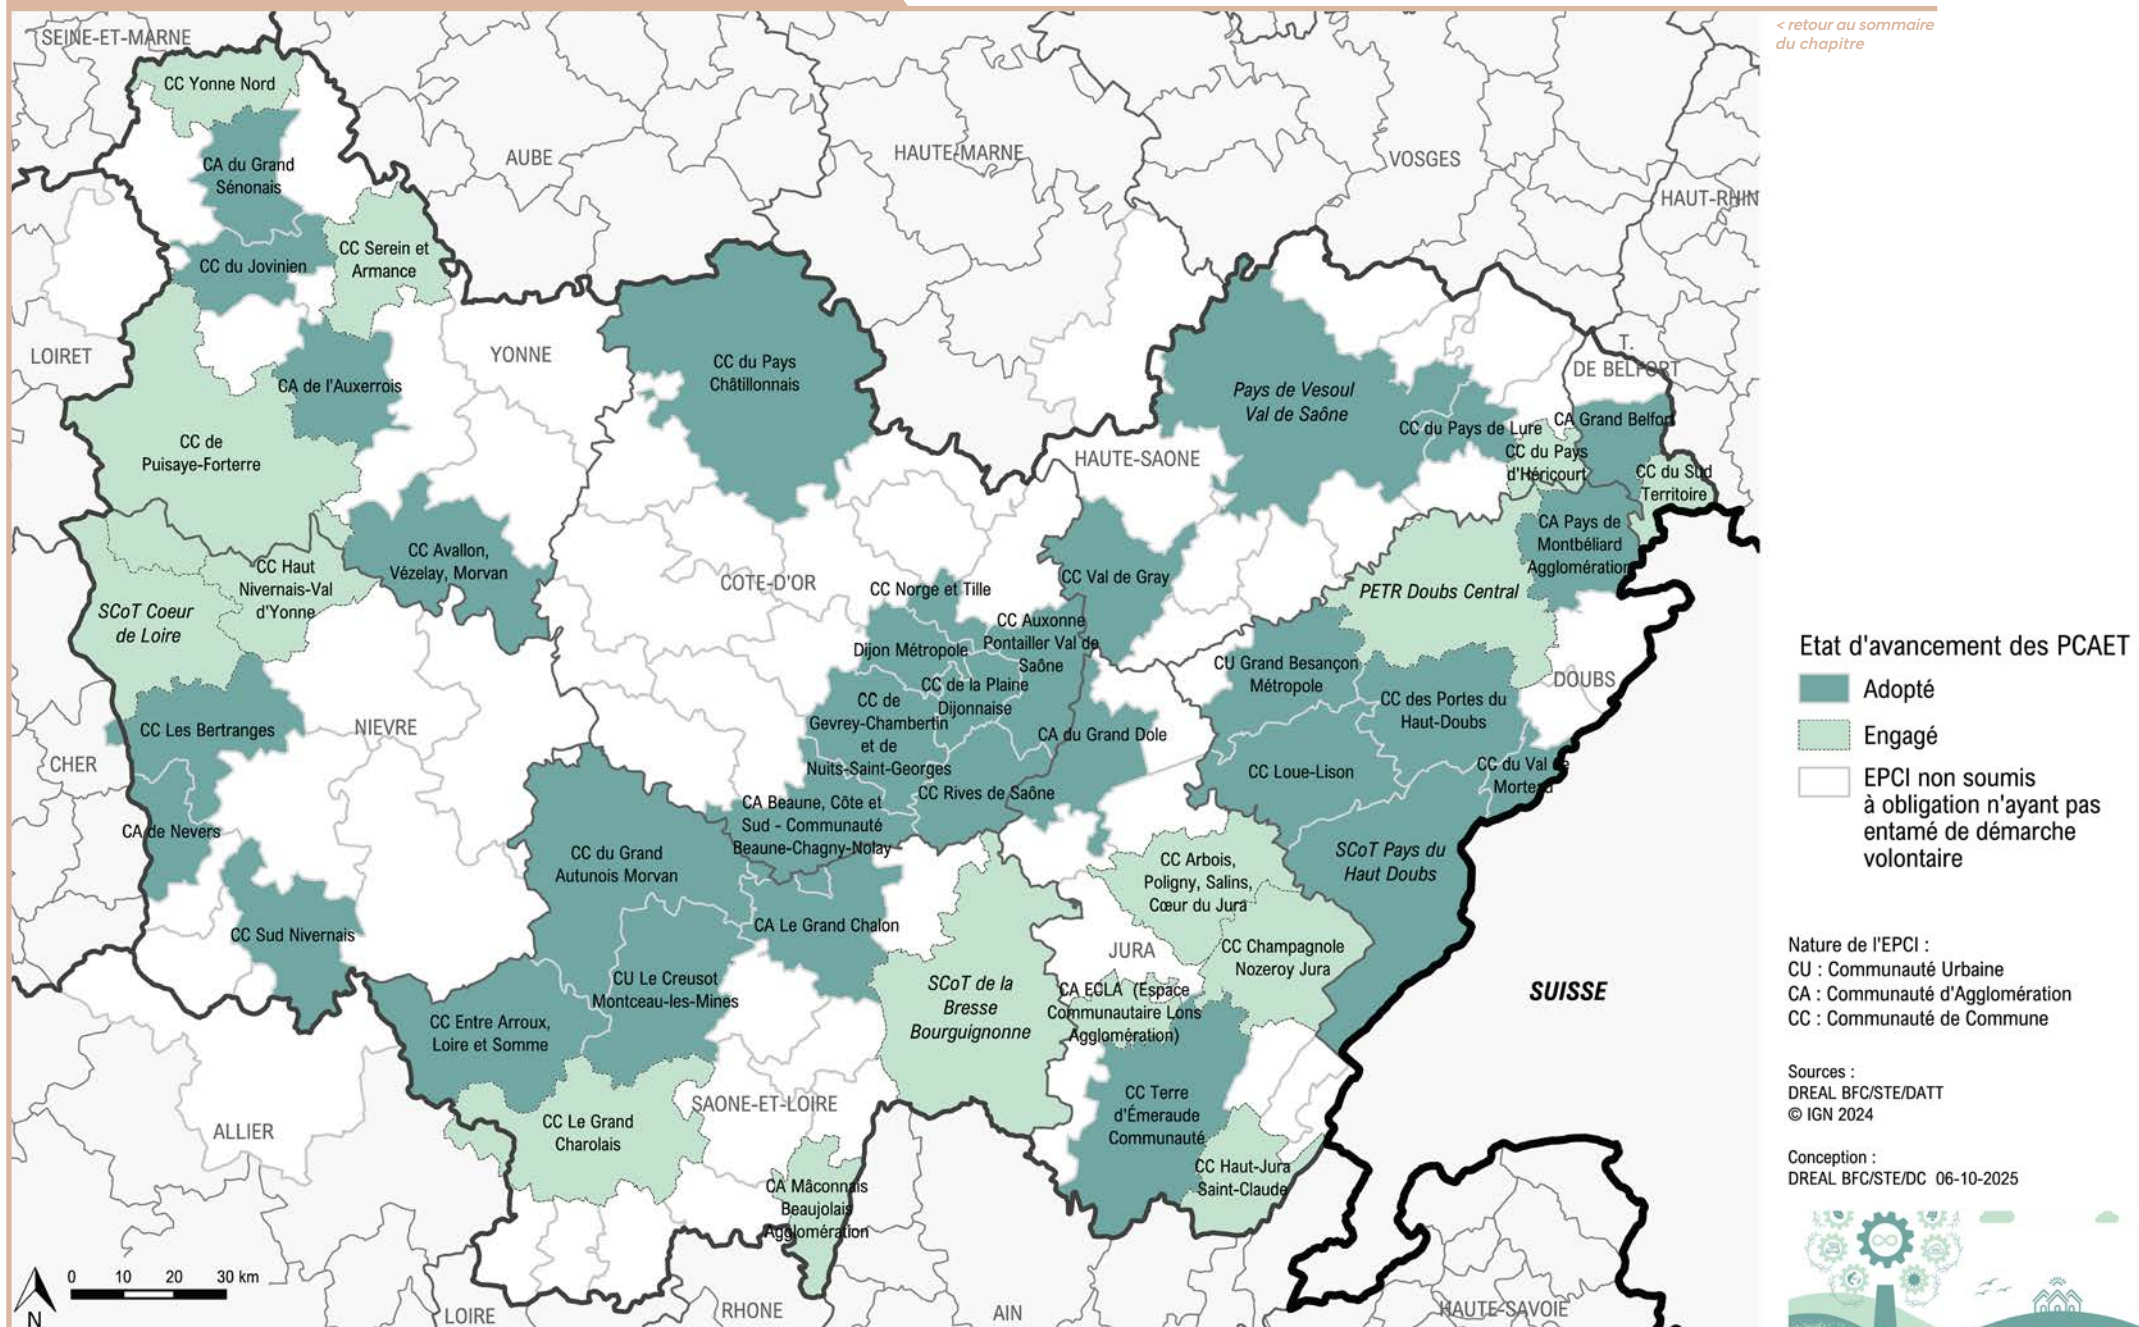 < retour au sommaire
du chapitre
SEINE-ET-MARNE
CC Yonne Nord
CA du Grand
Sénonais
AUBE
HAUTE-MARNE
VOSGES
HAUT-RHIN
CC Serein et
Armance
CC du Jovinien
LOIRET
YONNE
CC du Pays
Châtillonnais
T.
DE BELFORT
CA de l'Auxerrois
Pays de Vesoul
Val de Saône
CC du Pays de Lure
CA Grand Belfort
CC de
Puisaye-Forterre
HAUTE-SAONE
CC du Pays
d'Héricourt
CC du Sud
Territoire
CC Avallon,
Vézelay, Morvan
CA Pays de
Montbéliard
Agglomération
CC Haut
Nivernais-Val
d'Yonne
SCoT Coeur
de Loire
COTE-D'OR
CC Norge et Tille
CC Val de Gray
PETR Doubs Central
CC Auxonne
Pontailler Val de
Saône
Dijon Métropole
CC de la Plaine
Dijonnaise
CU Grand Besançon
Métropole
DOUBS
CC des Portes du
Haut-Doubs
CC de
Gevrey-Chambertin
et de
Nuits-Saint-Georges
CA du Grand Dole
CC Les Bertranges
NIEVRE
CHER
CC Loue-Lison
CC du Val de
Morteau
CC Rives de Saône
CA Beaune, Côte et
Sud - Communauté
Beaune-Chagny-Nolay
CA de Nevers
CC du Grand
Autunois Morvan
SCoT Pays du
Haut Doubs
CC Arbois,
Poligny, Salins,
Cœur du Jura
CC Sud Nivernais
CA Le Grand Chalon
JURA
CC Champagnole
Nozeroy Jura
CU Le Creusot
Montceau-les-Mines
SCoT de la
Bresse
Bourguignonne
CA ECLA (Espace
Communautaire Lons
Agglomération)
SUISSE
CC Entre Arroux,
Loire et Somme
CC Terre
d'Émeraude
Communauté
SAONE-ET-LOIRE
ALLIER
CC Le Grand
Charolais
CC Haut-Jura
Saint-Claude
CA Mâconnais
Beaujolais
Agglomération
0 10 20 30 km
N
LOIRE
RHONE
AIN
HAUTE-SAVOIE
Etat d'avancement des PCAET
Adopté
Engagé
EPCI non soumis
à obligation n'ayant pas
entamé de démarche
volontaire
Nature de l'EPCI :
CU : Communauté Urbaine
CA : Communauté d'Agglomération
CC : Communauté de Commune
Sources :
DREAL BFC/STE/DATT
© IGN 2024
Conception :
DREAL BFC/STE/DC 06-10-2025